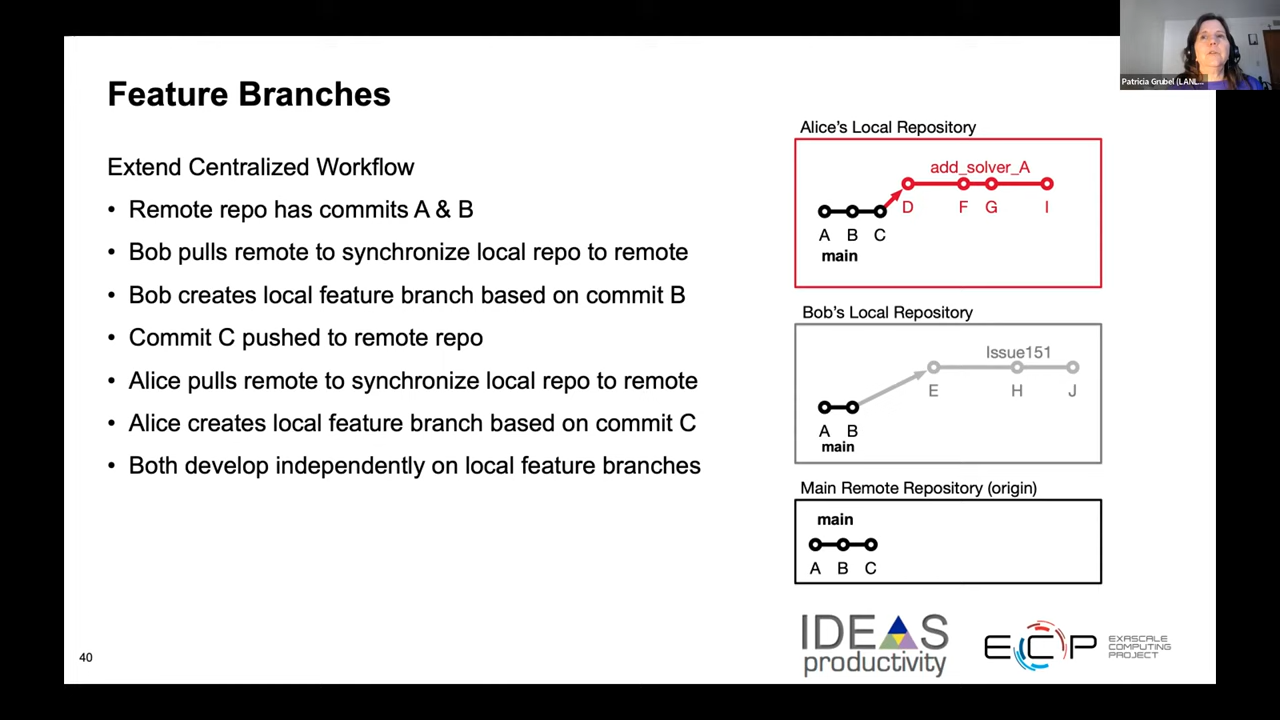 Patricia Grubel (LANL...
Feature Branches
Extend Centralized Workflow
• Remote repo has commits A & B
• Bob pulls remote to synchronize local repo to remote
• Bob creates local feature branch based on commit B
• Commit C pushed to remote repo
• Alice pulls remote to synchronize local repo to remote
• Alice creates local feature branch based on commit C
• Both develop independently on local feature branches
Alice's Local Repository
add_solver_A
D F G I
A B C
main
Bob's Local Repository
Issue151
E H J
A B
main
Main Remote Repository (origin)
main
A B C
IDEAS
productivity
ECP
EXASCALE
COMPUTING
PROJECT
40